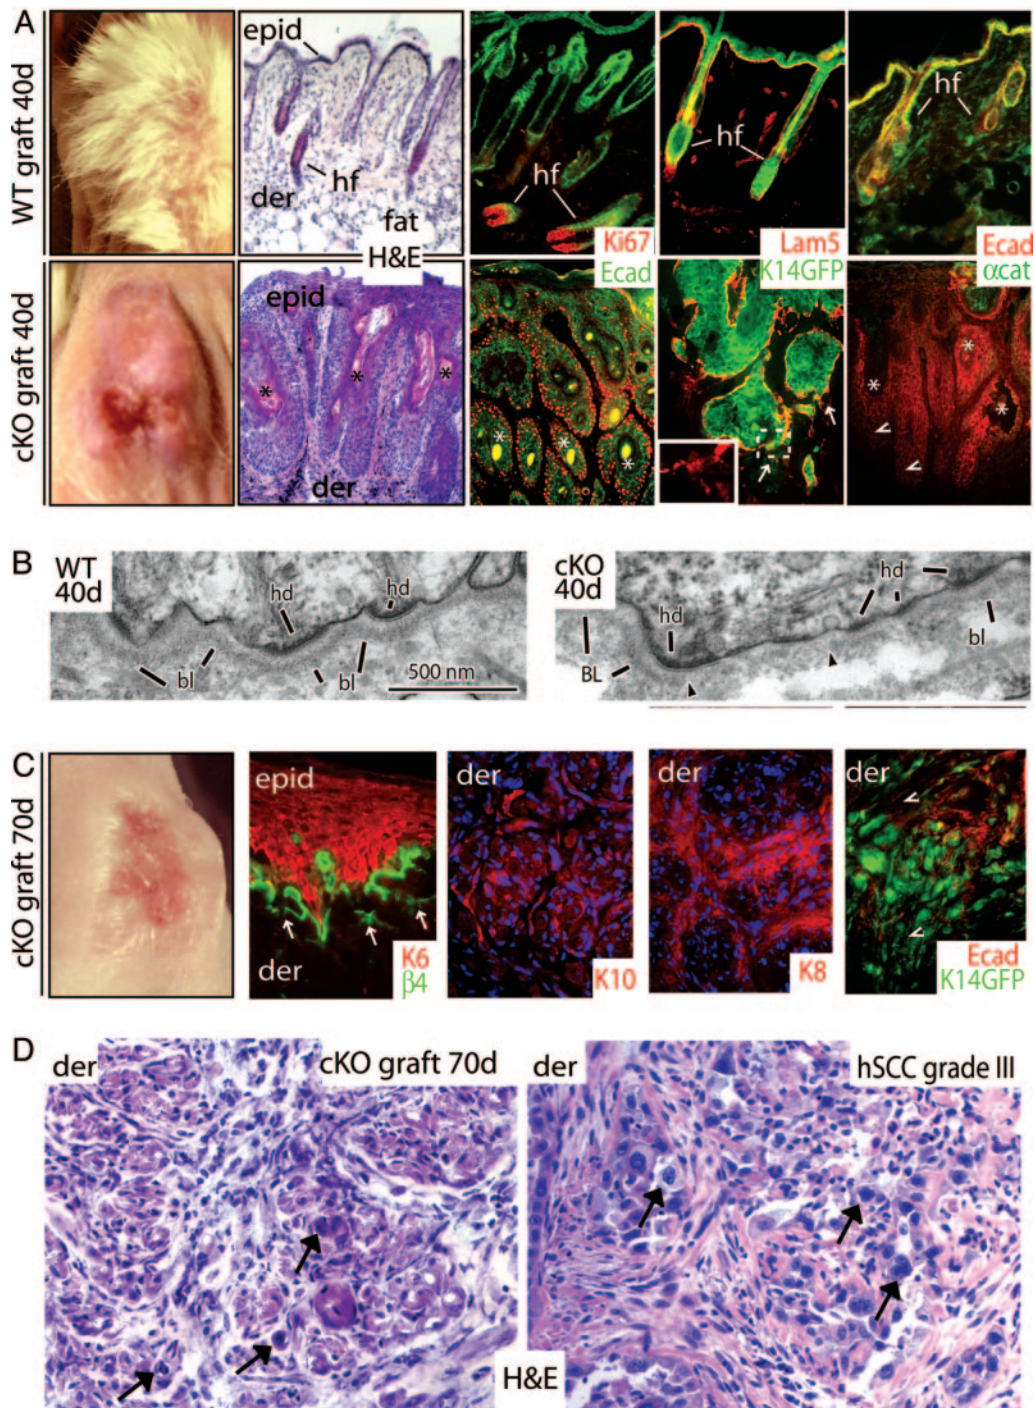 A
WT graft 40d
epid
hf
der
fat
H&E
hf
Ki67
Ecad
hf
Lam5
K14GFP
hf
Ecad
αcat
cKO graft 40d
epid
*
*
*
der
*
*
*
*
*
*
*
B
WT
40d
hd
hd
bl
bl
500 nm
cKO
40d
hd
hd
BL
bl
C
cKO graft 70d
epid
der
K6
β4
der
K10
der
K8
der
Ecad
K14GFP
D
der
cKO graft 70d
der
hSCC grade III
H&E